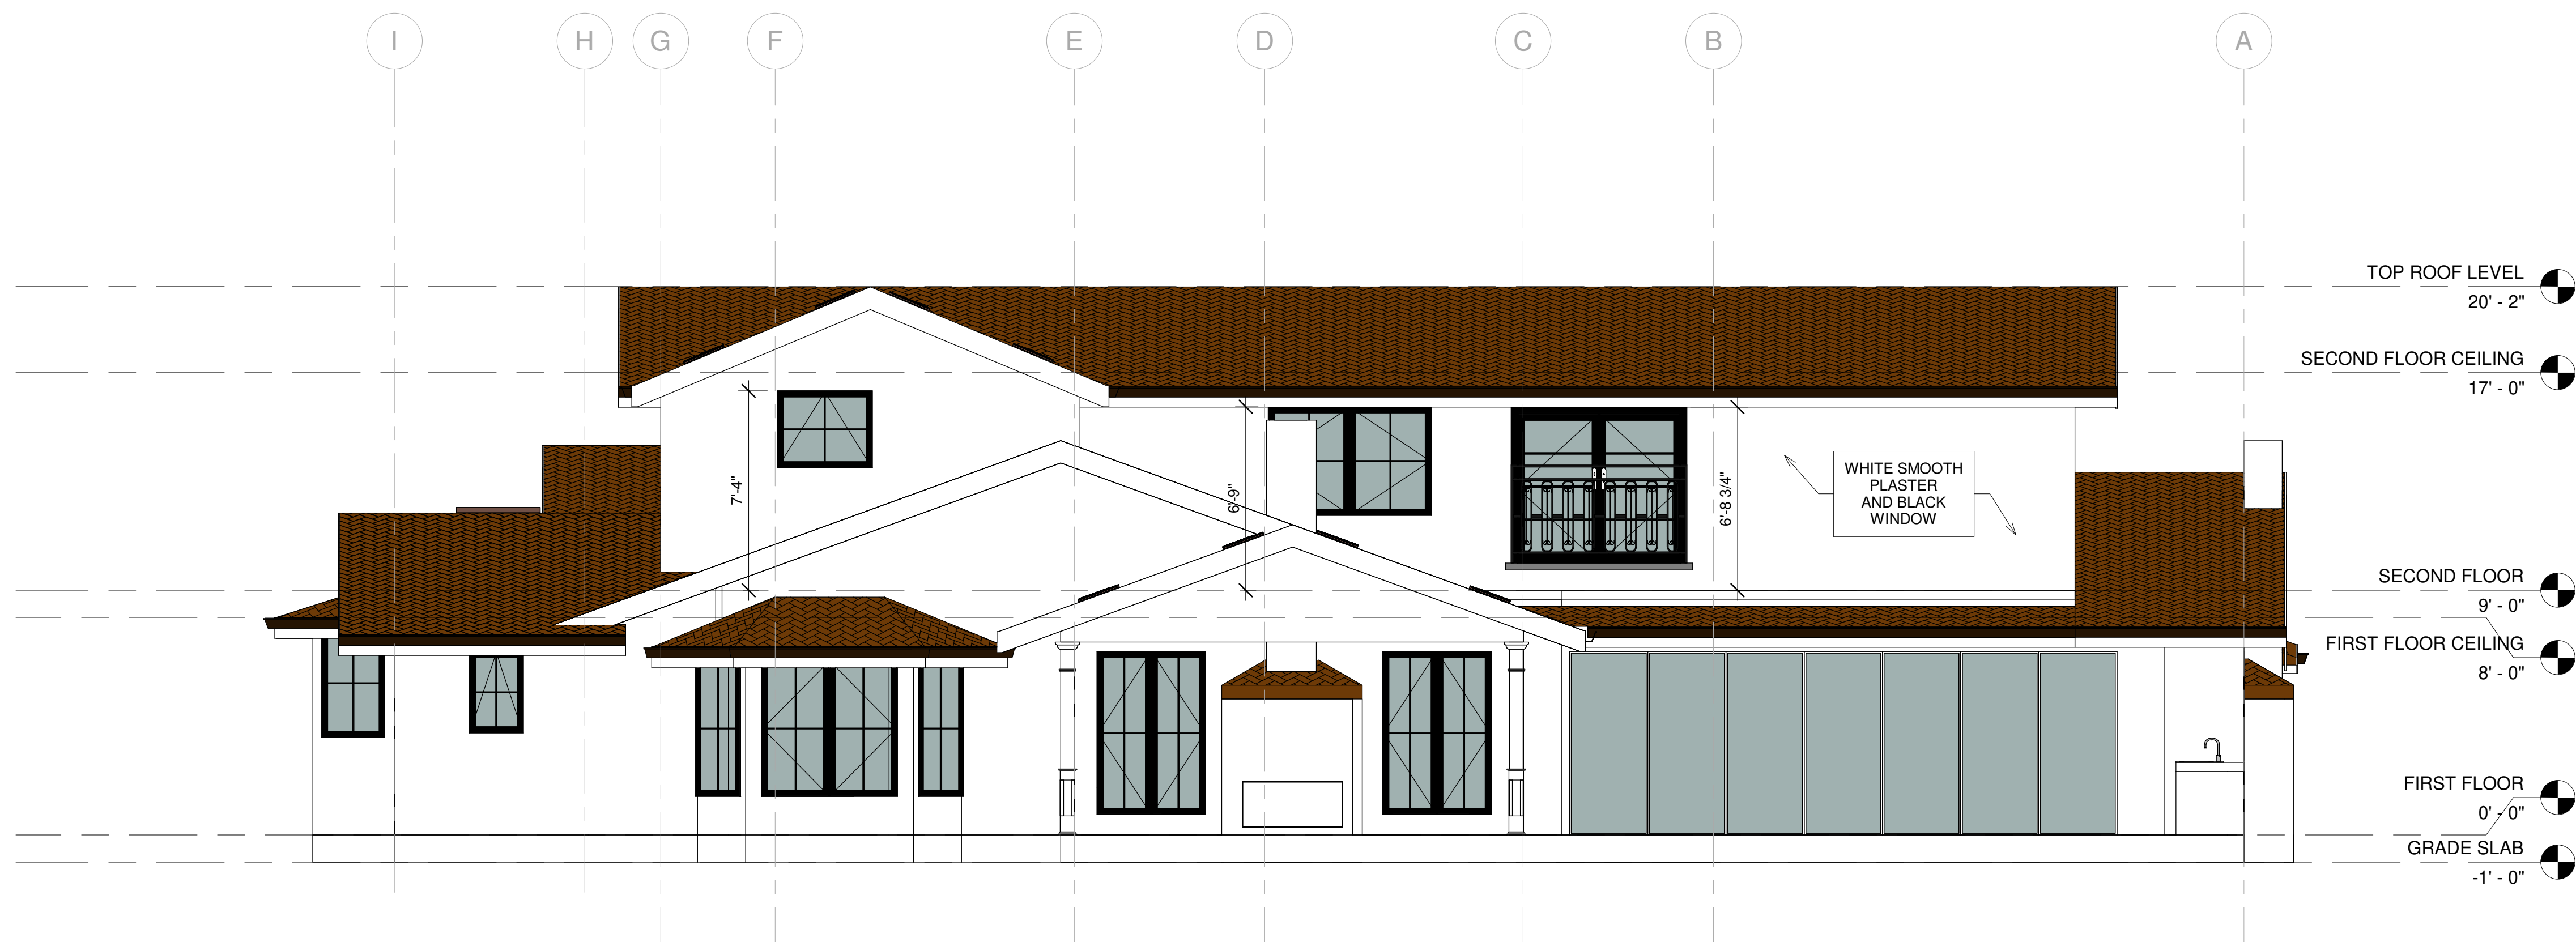 I
H
G
F
E
D
C
B
A
TOP ROOF LEVEL
20' - 2"
SECOND FLOOR CEILING
17' - 0"
7'-4"
6'-9"
6'-8 3/4"
WHITE SMOOTH
PLASTER
AND BLACK
WINDOW
SECOND FLOOR
9' - 0"
FIRST FLOOR CEILING
8' - 0"
FIRST FLOOR
0' - 0"
GRADE SLAB
-1' - 0"